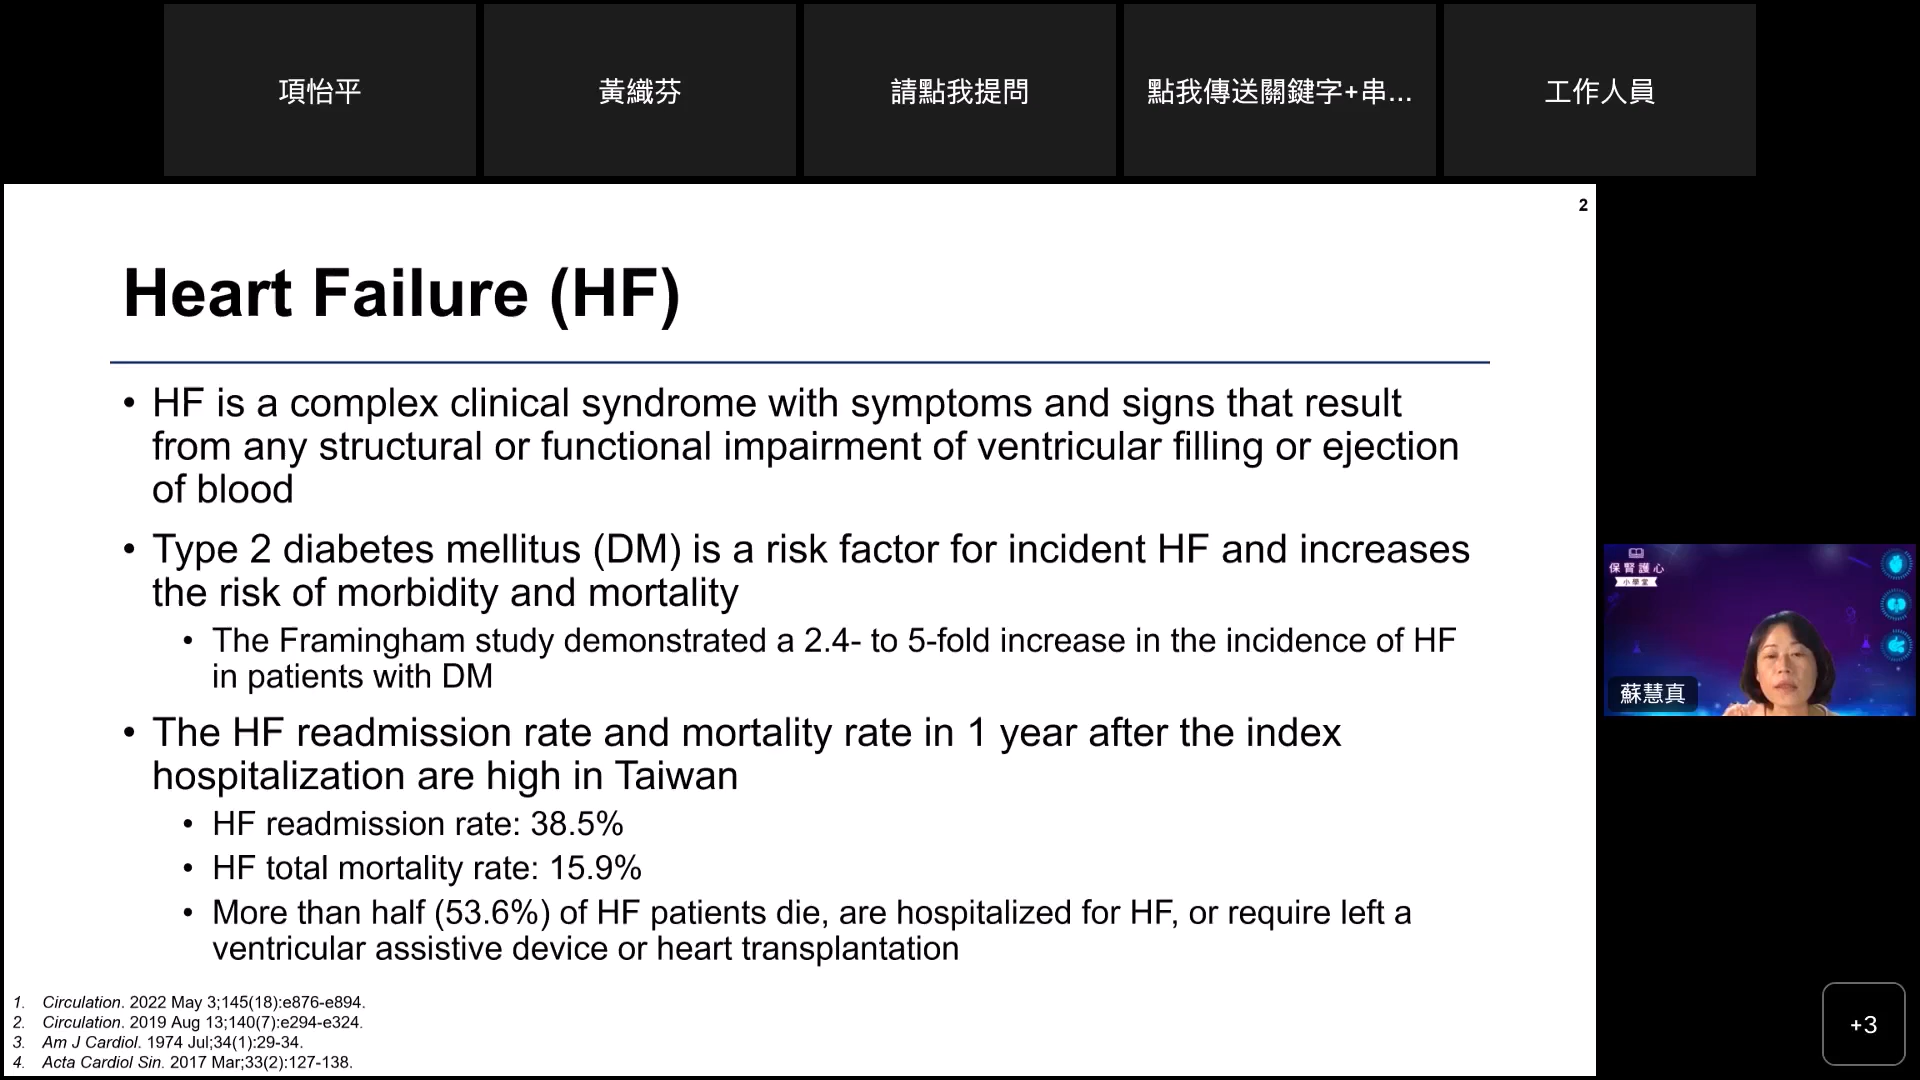 項怡平
黃織芬
請點我提問
點我傳送關鍵字+串...
工作人員
2
Heart Failure (HF)
• HF is a complex clinical syndrome with symptoms and signs that result
from any structural or functional impairment of ventricular filling or ejection
of blood
• Type 2 diabetes mellitus (DM) is a risk factor for incident HF and increases
the risk of morbidity and mortality
• The Framingham study demonstrated a 2.4- to 5-fold increase in the incidence of HF
in patients with DM
• The HF readmission rate and mortality rate in 1 year after the index
hospitalization are high in Taiwan
• HF readmission rate: 38.5%
• HF total mortality rate: 15.9%
• More than half (53.6%) of HF patients die, are hospitalized for HF, or require left a
ventricular assistive device or heart transplantation
1. Circulation. 2022 May 3;145(18):e876-e894.
2. Circulation. 2019 Aug 13;140(7):e294-e324.
3. Am J Cardiol. 1974 Jul;34(1):29-34.
4. Acta Cardiol Sin. 2017 Mar;33(2):127-138.
保腎護心
小學堂
蘇慧真
+3